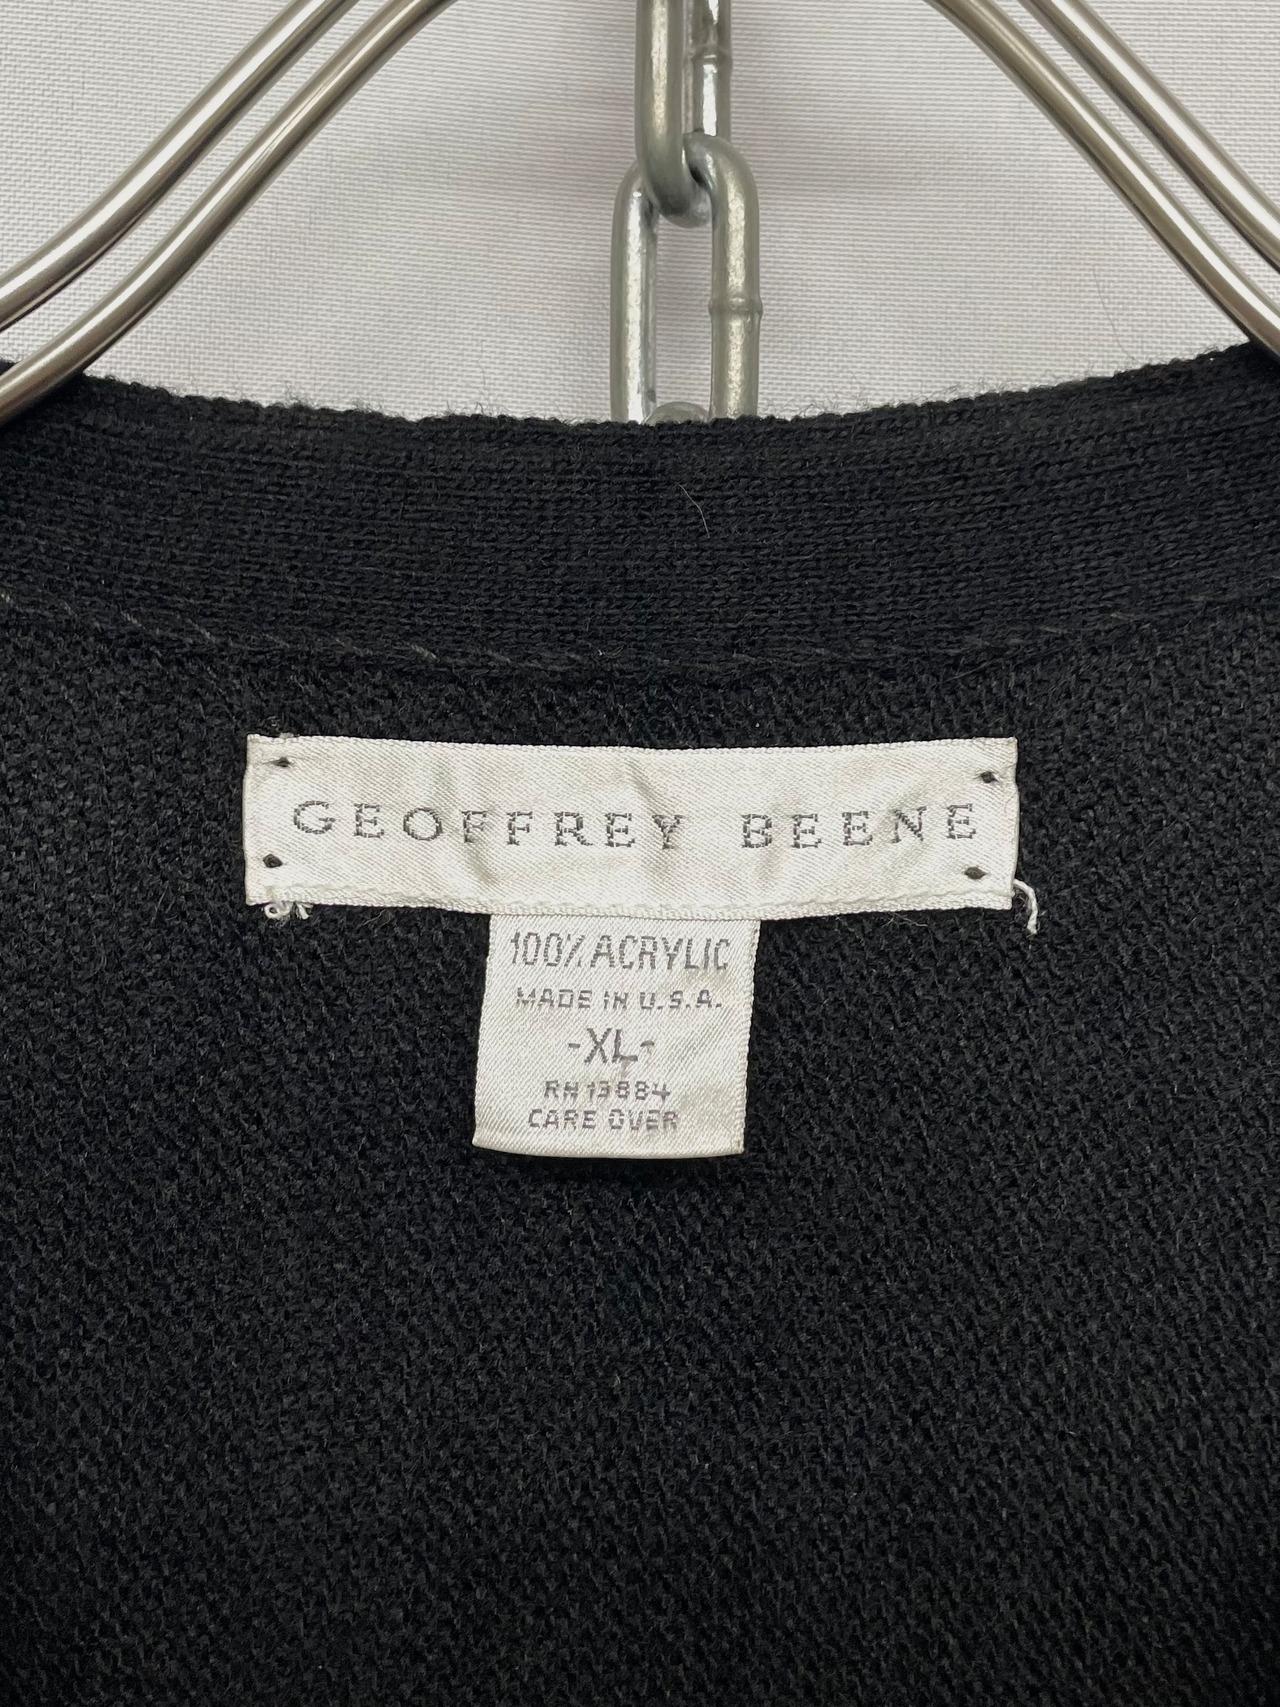 GEOFFREY BEENE
100% ACRYLIC
MADE IN U.S.A.
-XL-
RN 13884
CARE OVER